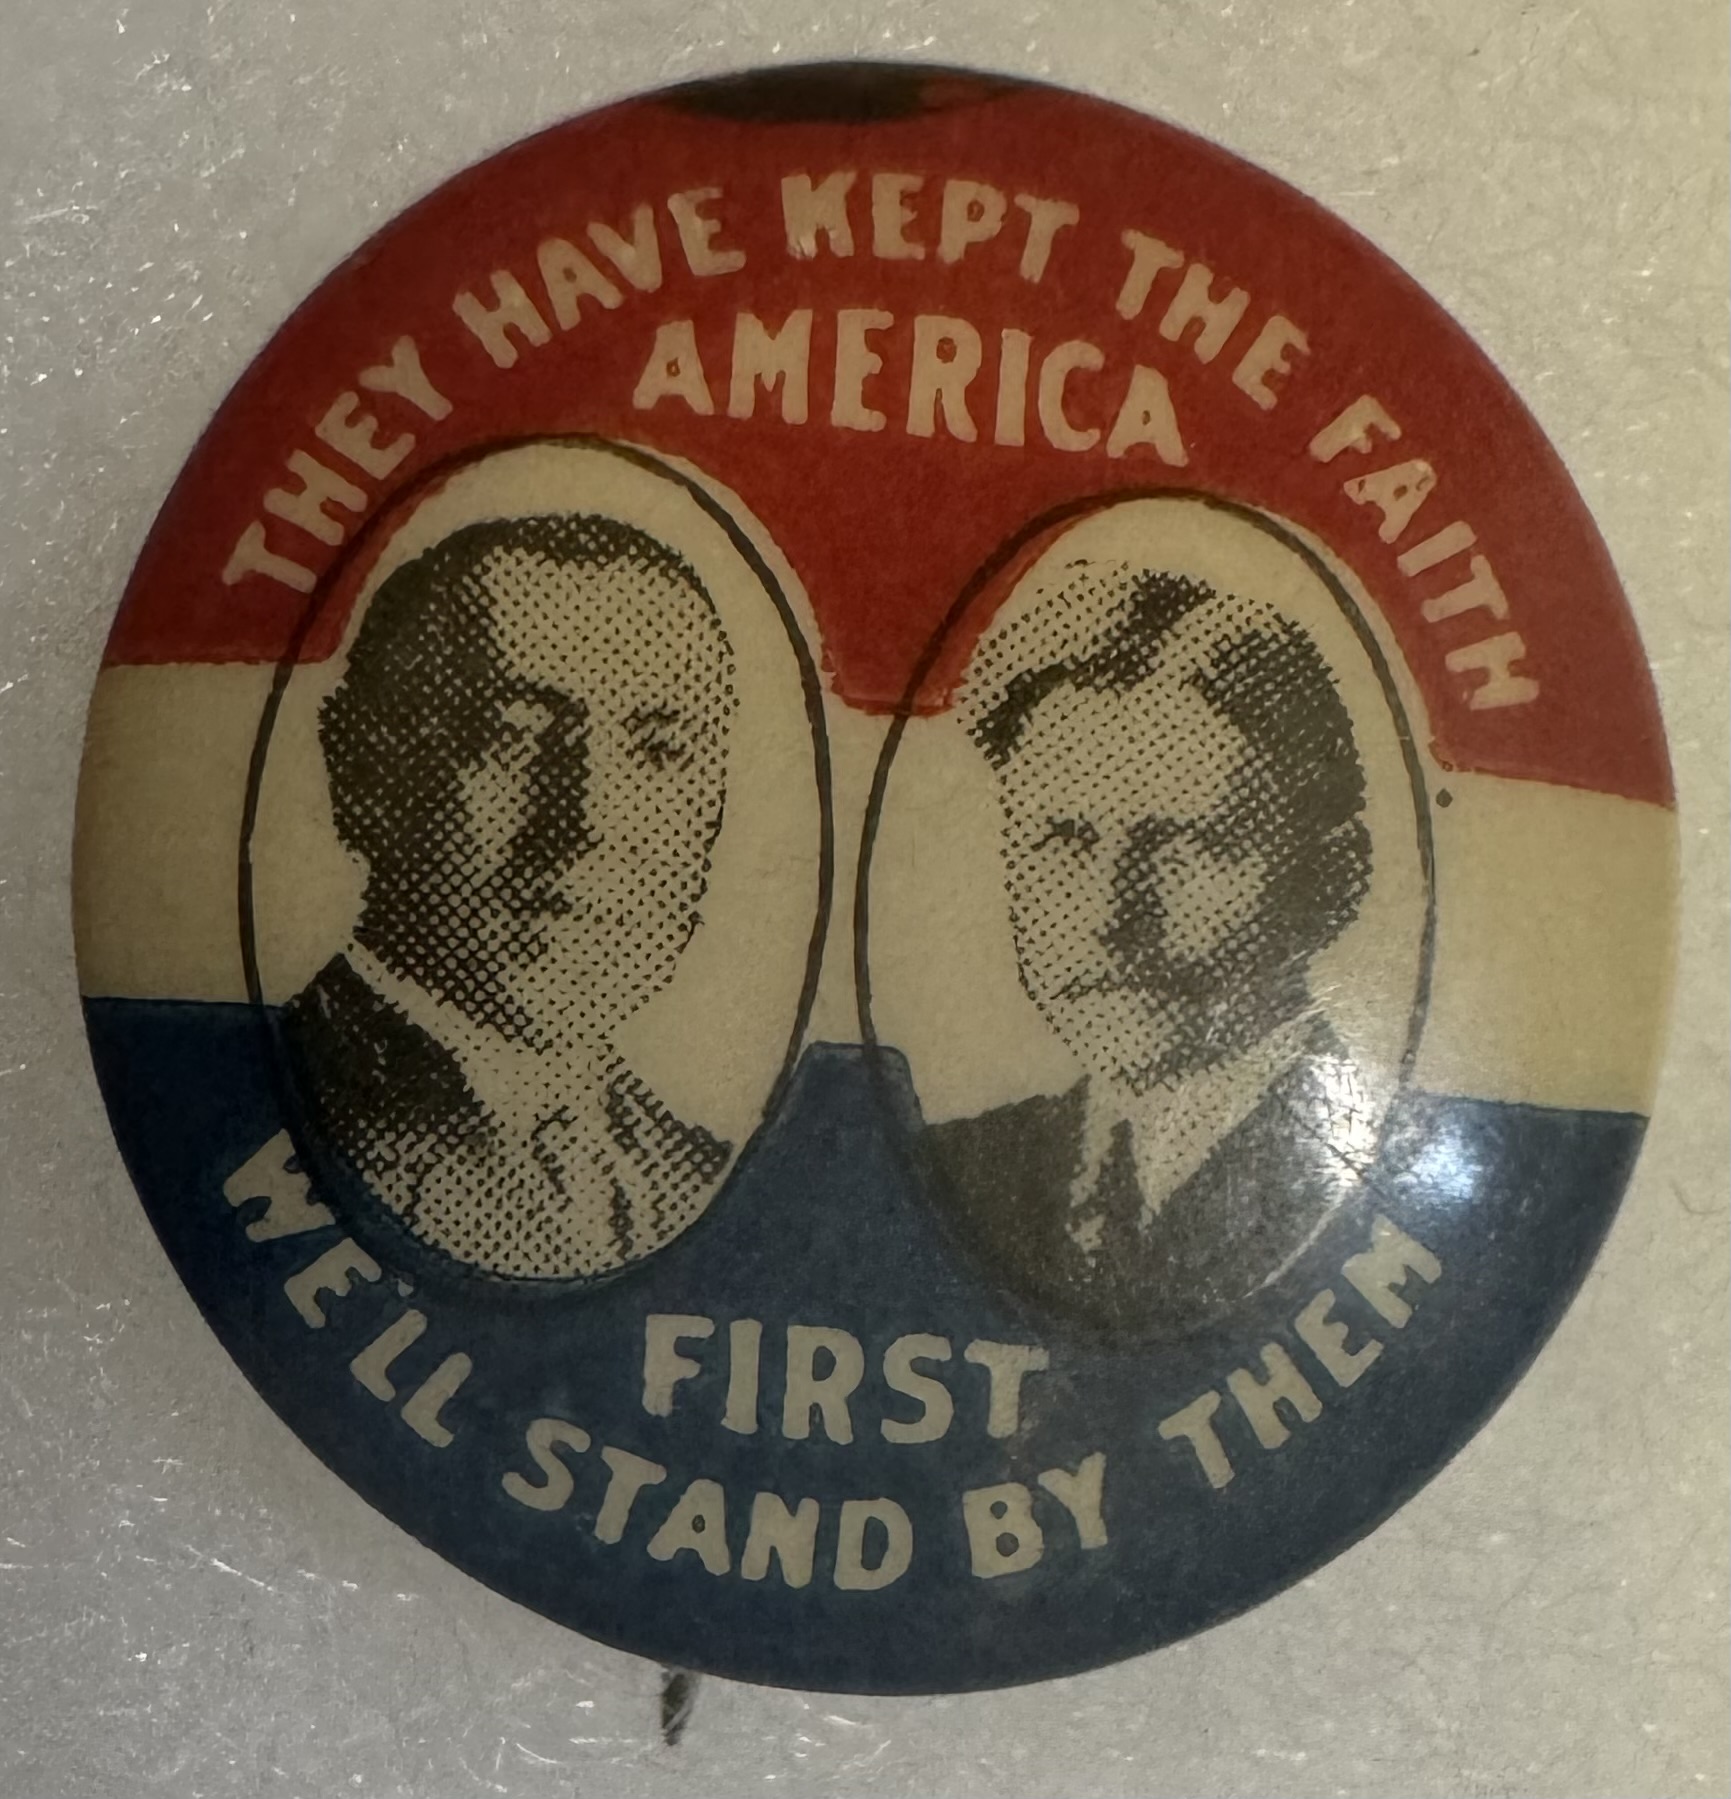 THEY HAVE KEPT THE FAITH
AMERICA
FIRST
WE'LL STAND BY THEM